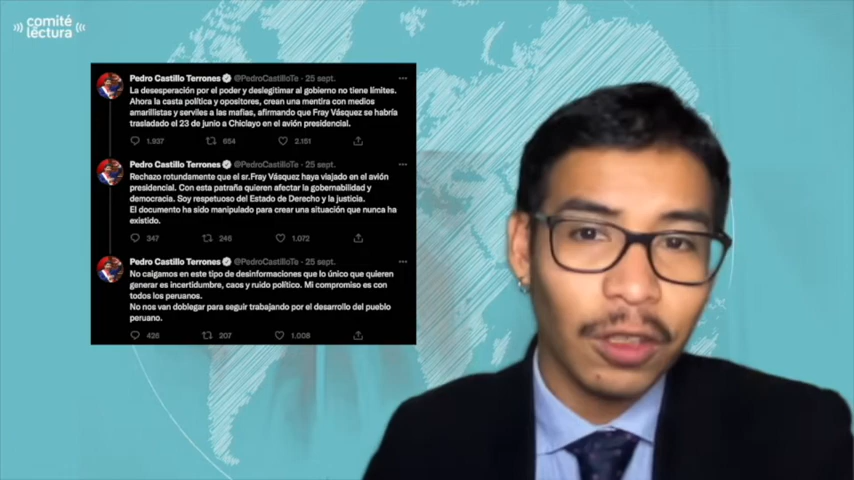 comité
lectura
Pedro Castillo Terrones @PedroCastilloTe · 25 sept.
La desesperación por el poder y deslegitimar al gobierno no tiene límites.
Ahora la casta política y opositores, crean una mentira con medios
amarillistas y serviles a las mafias, afirmando que Fray Vásquez se habría
trasladado el 23 de junio a Chiclayo en el avión presidencial.
1.937 654 2.151
Pedro Castillo Terrones @PedroCastilloTe · 25 sept.
Rechazo rotundamente que el sr.Fray Vásquez haya viajado en el avión
presidencial. Con esta patraña quieren afectar la gobernabilidad y
democracia. Soy respetuoso del Estado de Derecho y la justicia.
El documento ha sido manipulado para crear una situación que nunca ha
existido.
347 246 1.072
Pedro Castillo Terrones @PedroCastilloTe · 25 sept.
No caigamos en este tipo de desinformaciones que lo único que quieren
generar es incertidumbre, caos y ruido político. Mi compromiso es con
todos los peruanos.
No nos van doblegar para seguir trabajando por el desarrollo del pueblo
peruano.
426 207 1.008